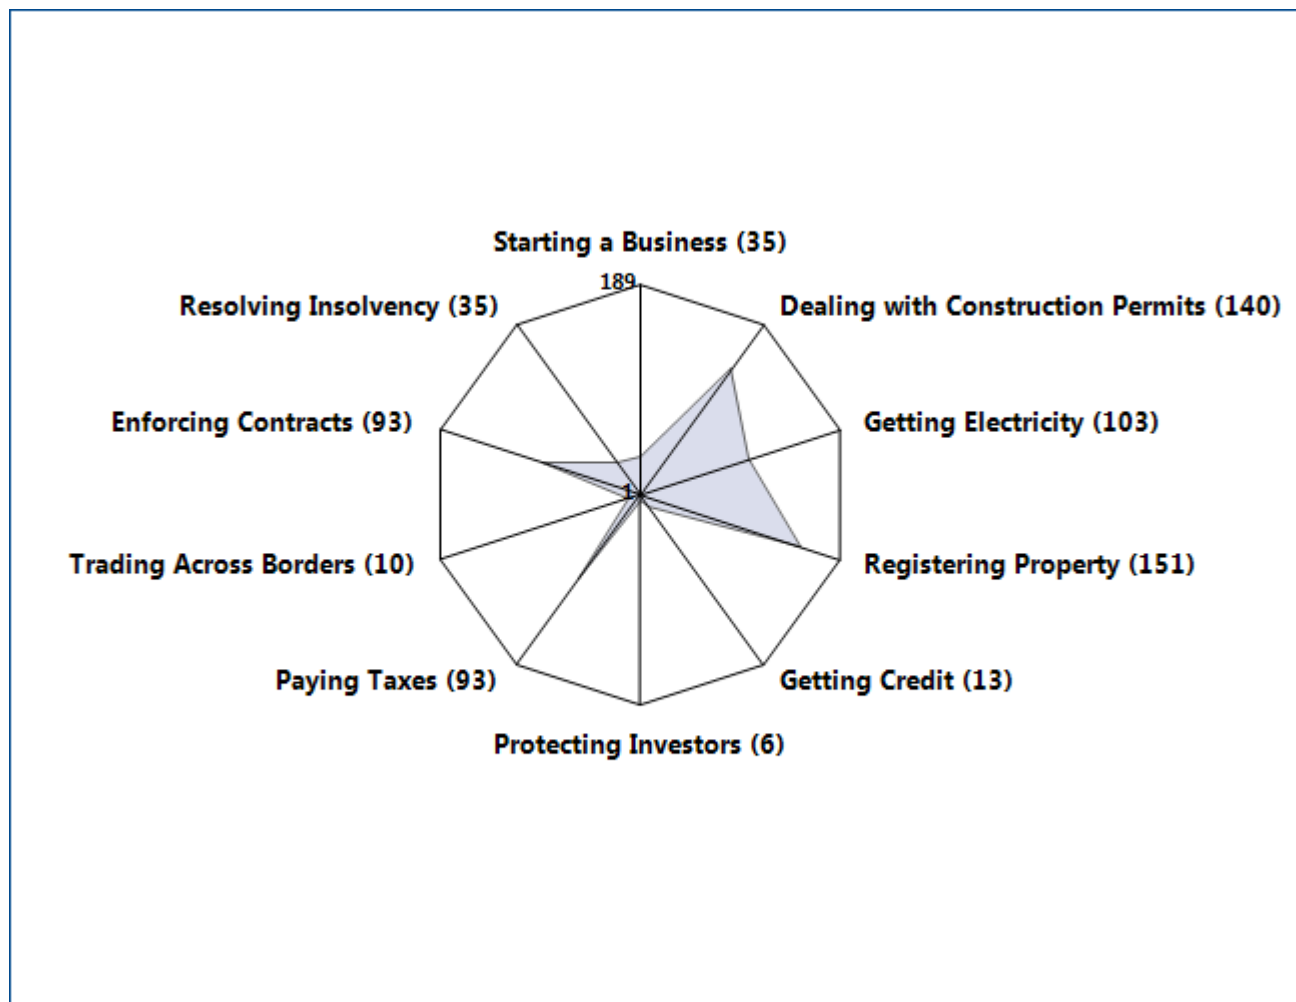 Starting a Business (35)
189
Resolving Insolvency (35)
Dealing with Construction Permits (140)
Enforcing Contracts (93)
Getting Electricity (103)
1
Trading Across Borders (10)
Registering Property (151)
Paying Taxes (93)
Getting Credit (13)
Protecting Investors (6)